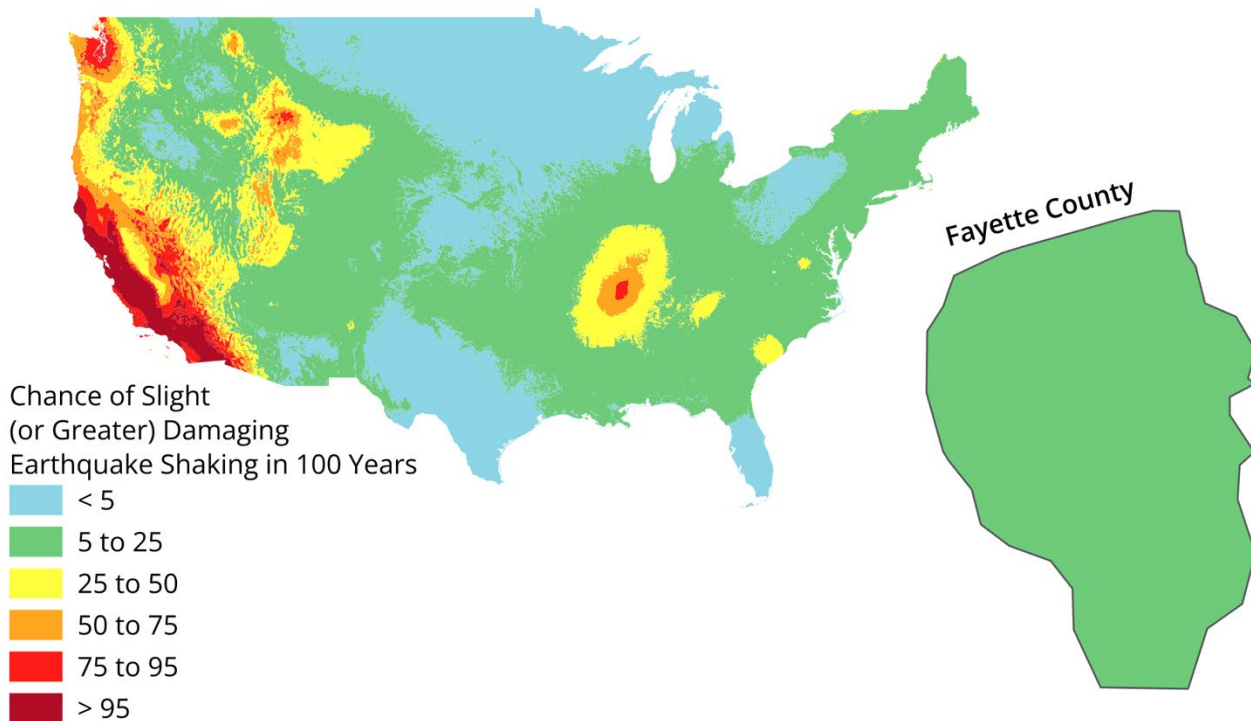 Fayette County
Chance of Slight
(or Greater) Damaging
Earthquake Shaking in 100 Years
< 5
5 to 25
25 to 50
50 to 75
75 to 95
> 95